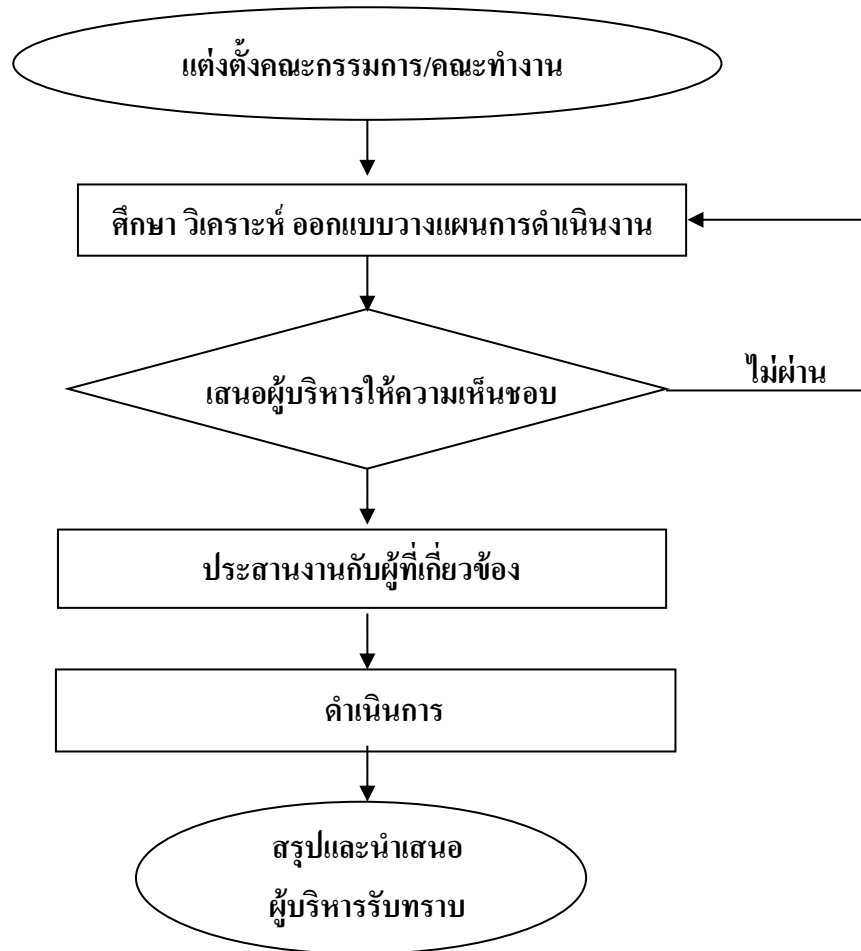 แต่งตั้งคณะกรรมการ/คณะทำงาน
ศึกษา วิเคราะห์ ออกแบบวางแผนการดำเนินงาน
เสนอผู้บริหารให้ความเห็นชอบ
ไม่ผ่าน
ประสานงานกับผู้ที่เกี่ยวข้อง
ดำเนินการ
สรุปและนำเสนอ
ผู้บริหารรับทราบ